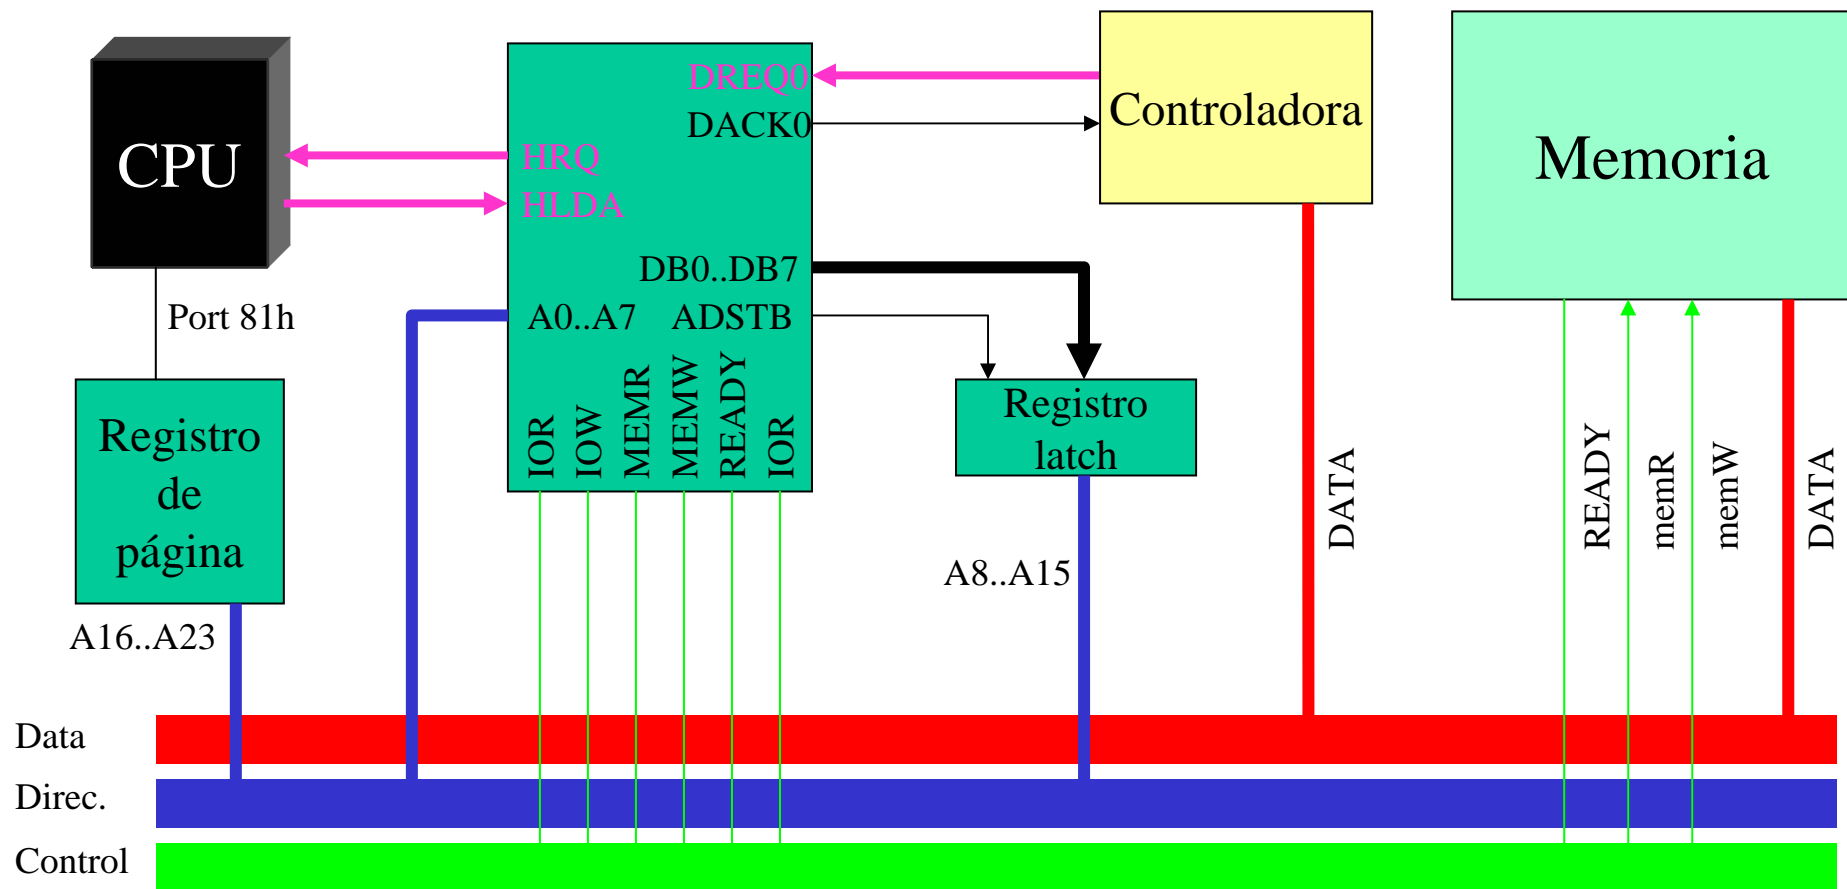 DREQ0
DACK0
Controladora
Memoria
CPU
HRQ
HLDA
DB0..DB7
Port 81h
A0..A7
ADSTB
IOR
IOW
MEMR
MEMW
READY
IOR
Registro
latch
Registro
de
página
A16..A23
A8..A15
DATA
READY
memR
memW
DATA
Data
Direc.
Control